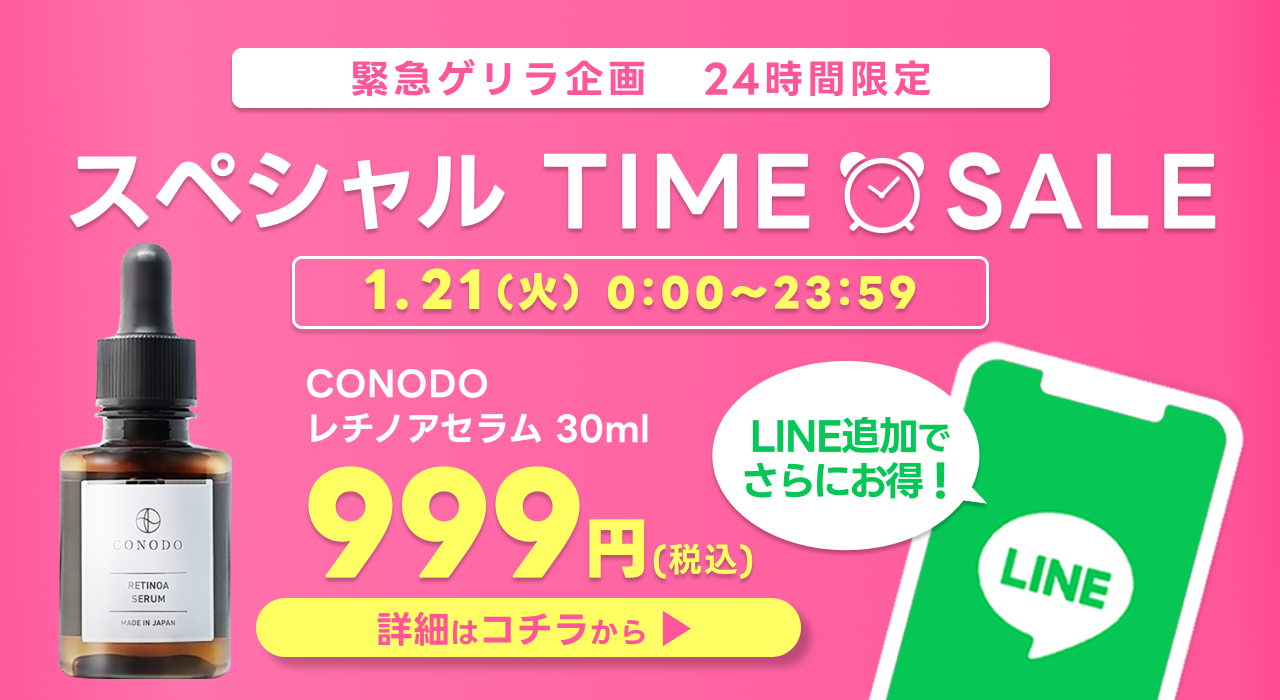 緊急ゲリラ企画 24時間限定
スペシャル TIME SALE
1.21(火) 0:00〜23:59
CONODO
レチノアセラム 30ml
999円(税込)
詳細はコチラから ▶
LINE追加で
さらにお得!
LINE
CONODO
RETINOA
SERUM
MADE IN JAPAN